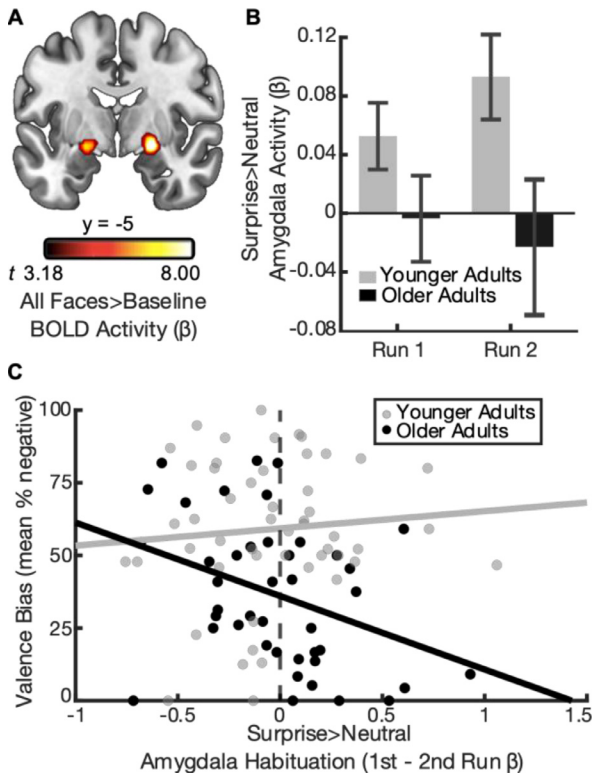 A
y = -5
t 3.18 8.00
All Faces>Baseline
BOLD Activity (β)
B
Surprise>Neutral
Amygdala Activity (β)
0.12
0.08
0.04
0
-0.04
-0.08
Younger Adults
Older Adults
Run 1 Run 2
C
Valence Bias (mean % negative)
100
75
50
25
0
Younger Adults
Older Adults
-1 -0.5 0 0.5 1 1.5
Surprise>Neutral
Amygdala Habituation (1st - 2nd Run β)